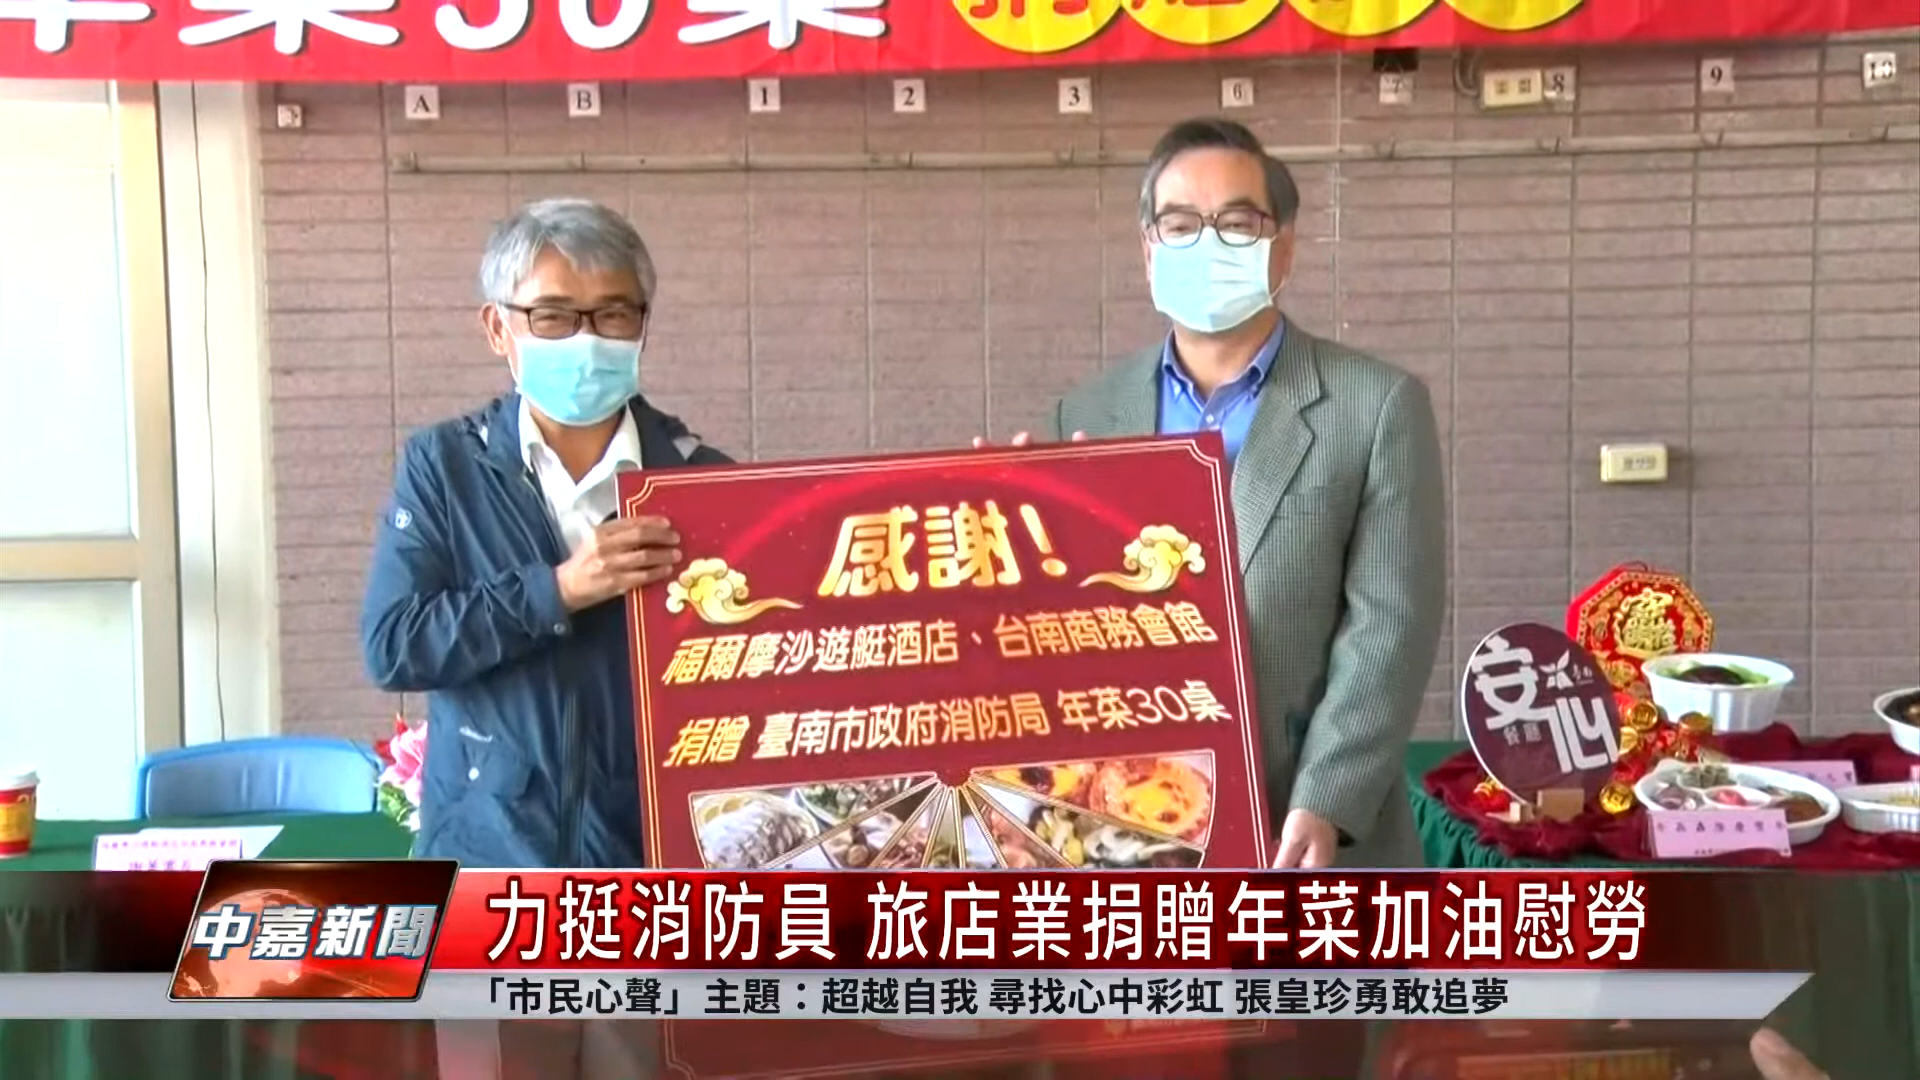 年菜30桌
A B 1 2 3 6 7 8 9 10
感謝!
福爾摩沙遊艇酒店、台南商務會館
捐贈 臺南市政府消防局 年菜30桌
安心
餐廳
中嘉新聞
力挺消防員 旅店業捐贈年菜加油慰勞
「市民心聲」主題：超越自我 尋找心中彩虹 張皇珍勇敢追夢